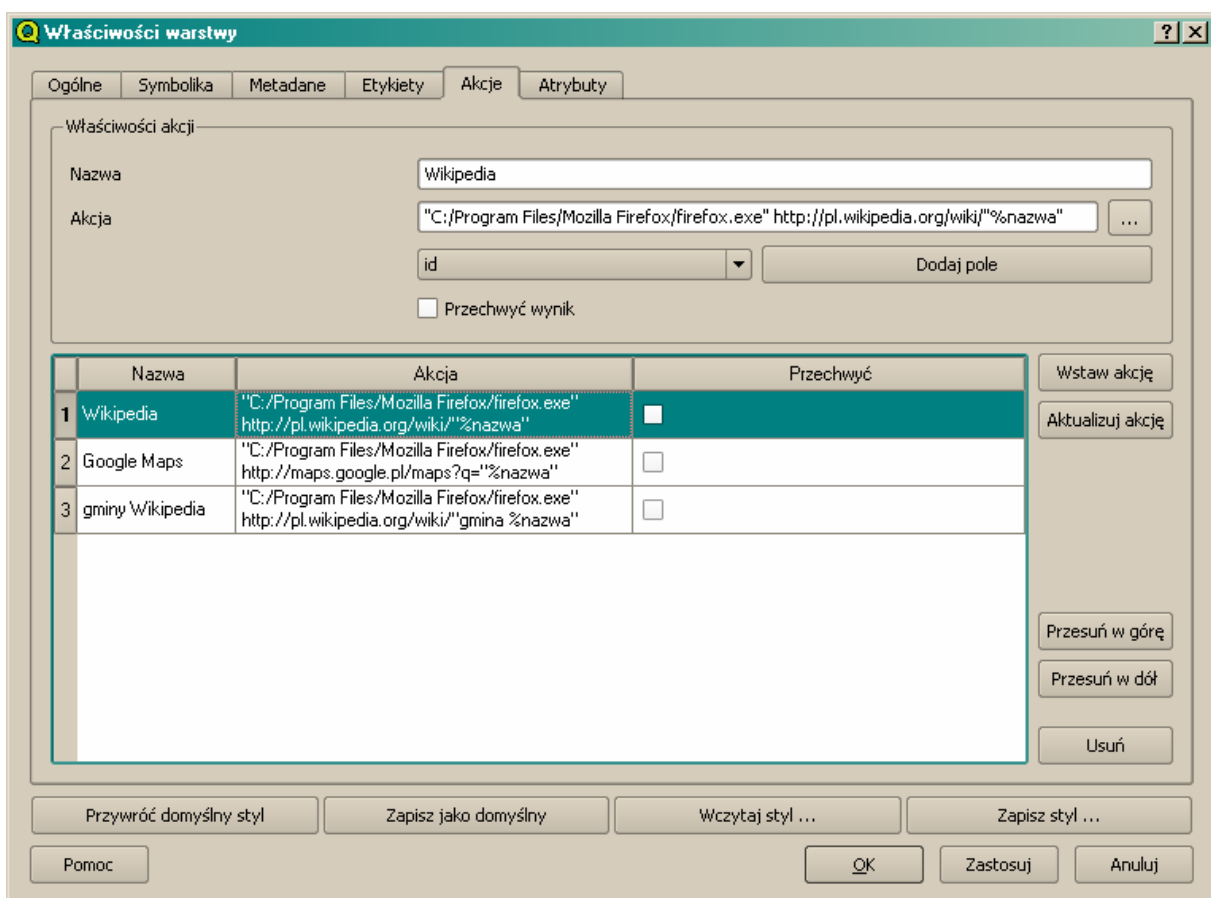 Właściwości warstwy
Ogólne Symbolika Metadane Etykiety Akcje Atrybuty
Właściwości akcji
Nazwa Wikipedia
Akcja "C:/Program Files/Mozilla Firefox/firefox.exe" http://pl.wikipedia.org/wiki/"%nazwa" ...
id Dodaj pole
Przechwyć wynik
Nazwa Akcja Przechwyć
1 Wikipedia "C:/Program Files/Mozilla Firefox/firefox.exe"
http://pl.wikipedia.org/wiki/"%nazwa"
2 Google Maps "C:/Program Files/Mozilla Firefox/firefox.exe"
http://maps.google.pl/maps?q="%nazwa"
3 gminy Wikipedia "C:/Program Files/Mozilla Firefox/firefox.exe"
http://pl.wikipedia.org/wiki/"gmina %nazwa"
Wstaw akcję
Aktualizuj akcję
Przesuń w górę
Przesuń w dół
Usuń
Przywróć domyślny styl Zapisz jako domyślny Wczytaj styl ... Zapisz styl ...
Pomoc OK Zastosuj Anuluj